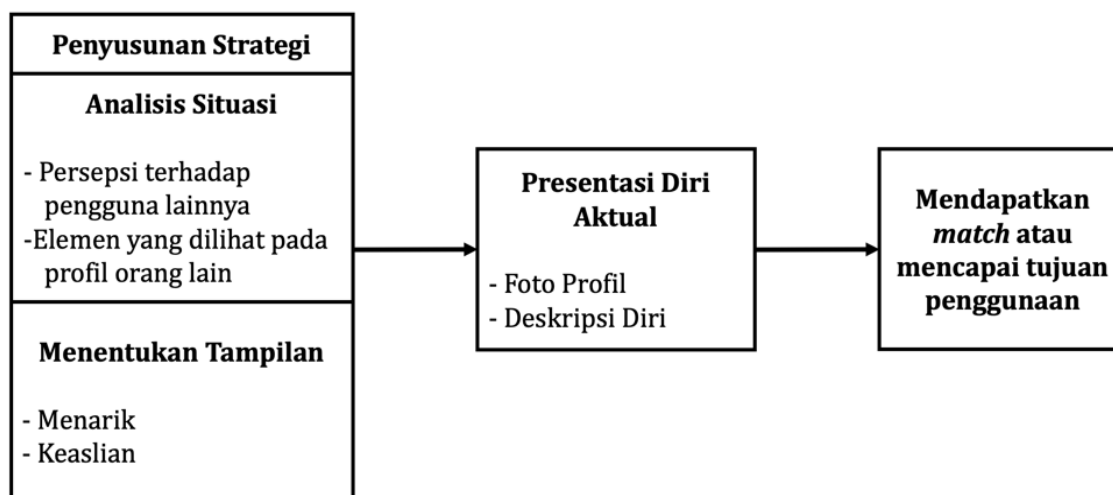 Penyusunan Strategi
Analisis Situasi
- Persepsi terhadap
pengguna lainnya
-Elemen yang dilihat pada
profil orang lain
Menentukan Tampilan
- Menarik
- Keaslian
Presentasi Diri
Aktual
- Foto Profil
- Deskripsi Diri
Mendapatkan
match atau
mencapai tujuan
penggunaan